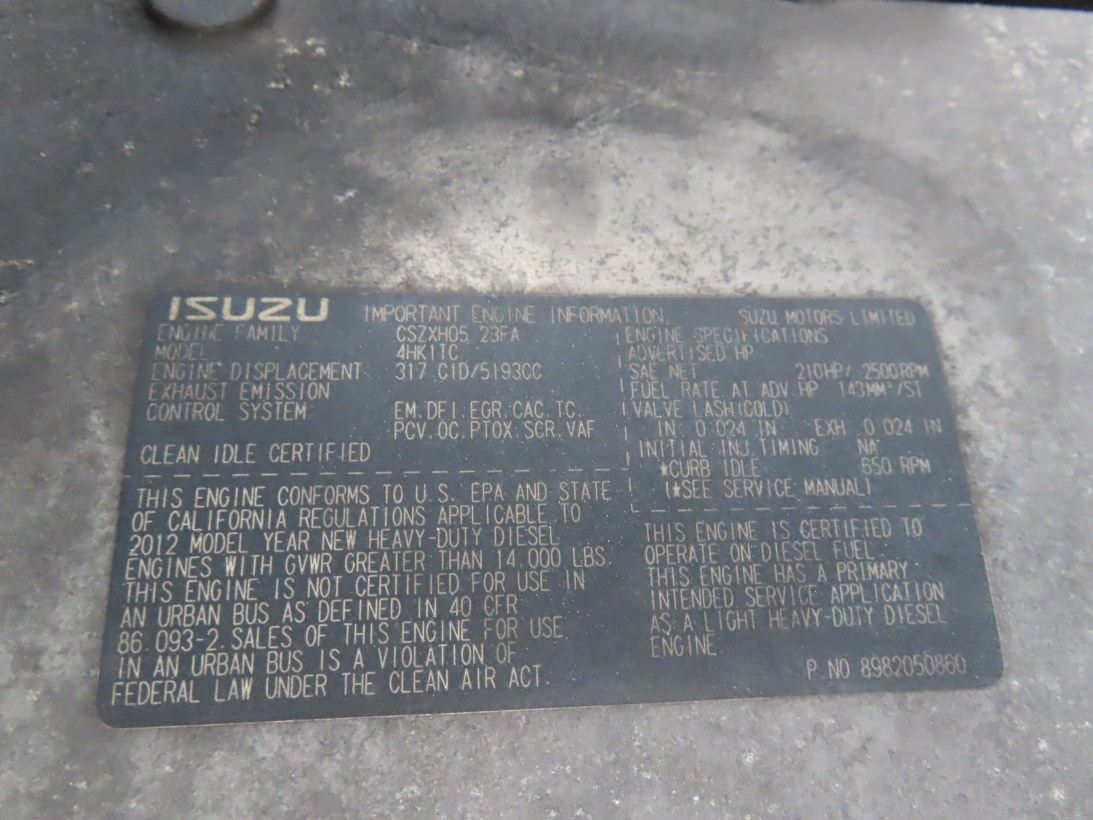 ISUZU IMPORTANT ENGINE INFORMATION SUZU MOTORS LIMITED
ENGINE FAMILY CSZXH05 23FA
MODEL 4HK1TC
ENGINE DISPLACEMENT 317 CID/5193CC
EXHAUST EMISSION
CONTROL SYSTEM EM.DFI.EGR.CAC.TC.
PCV.OC.PTOX.SCR.VAF
CLEAN IDLE CERTIFIED
ENGINE SPECIFICATIONS
ADVERTISED HP
SAE NET 210HP/ 2500RPM
FUEL RATE AT ADV HP 143MM³/ST
VALVE LASH(COLD)
IN 0.024 IN EXH 0.024 IN
INITIAL INJ TIMING NA
*CURB IDLE 650 RPM
(*SEE SERVICE MANUAL)
THIS ENGINE CONFORMS TO U.S. EPA AND STATE
OF CALIFORNIA REGULATIONS APPLICABLE TO
2012 MODEL YEAR NEW HEAVY-DUTY DIESEL
ENGINES WITH GVWR GREATER THAN 14.000 LBS.
THIS ENGINE IS NOT CERTIFIED FOR USE IN
AN URBAN BUS AS DEFINED IN 40 CFR
86.093-2.SALES OF THIS ENGINE FOR USE
IN AN URBAN BUS IS A VIOLATION OF
FEDERAL LAW UNDER THE CLEAN AIR ACT.
THIS ENGINE IS CERTIFIED TO
OPERATE ON DIESEL FUEL.
THIS ENGINE HAS A PRIMARY
INTENDED SERVICE APPLICATION
AS A LIGHT HEAVY-DUTY DIESEL
ENGINE.
P NO 8982050860